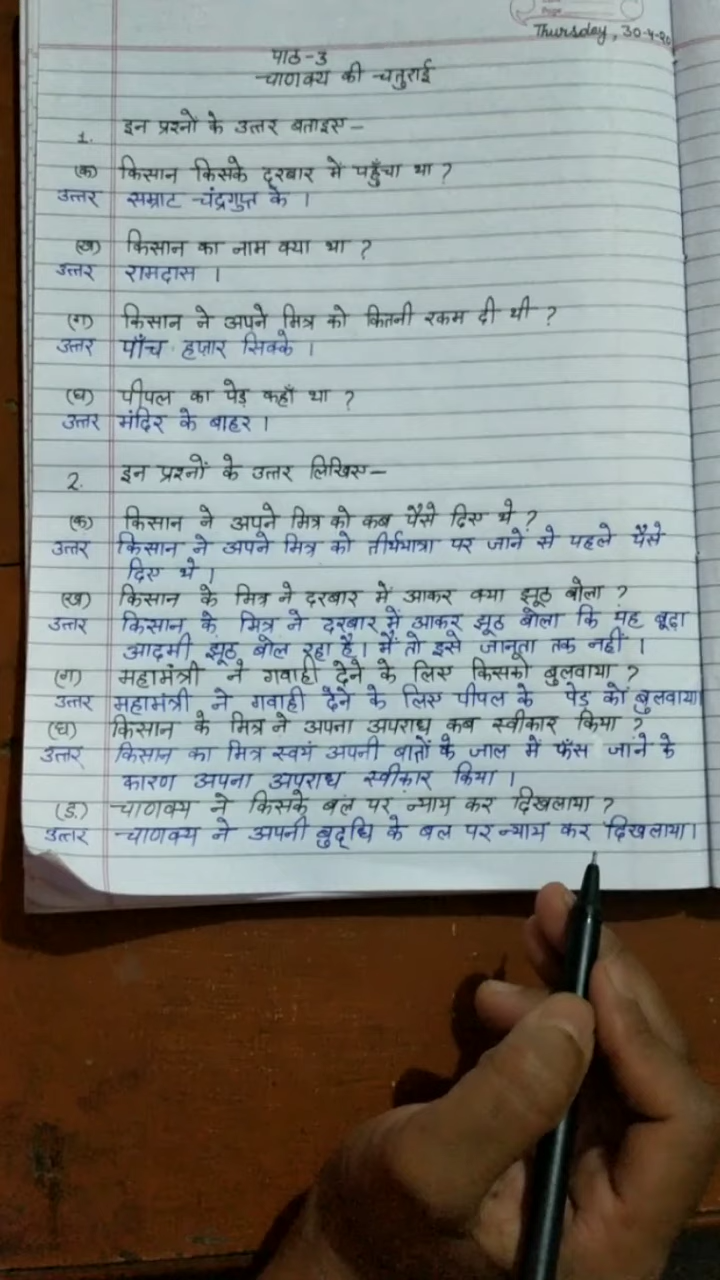 Thursday, 30-4-20
पाठ-3
चाणक्य की चतुराई
1. इन प्रश्नों के उत्तर बताइए–
(क) किसान किसके दरबार में पहुँचा था ?
उत्तर सम्राट चंद्रगुप्त के ।
(ख) किसान का नाम क्या था ?
उत्तर रामदास ।
(ग) किसान ने अपने मित्र को कितनी रकम दी थी ?
उत्तर पाँच हज़ार सिक्के ।
(घ) पीपल का पेड़ कहाँ था ?
उत्तर मंदिर के बाहर ।
2. इन प्रश्नों के उत्तर लिखिए–
(क) किसान ने अपने मित्र को कब पैसे दिए थे ?
उत्तर किसान ने अपने मित्र को तीर्थयात्रा पर जाने से पहले पैसे
दिए थे ।
(ख) किसान के मित्र ने दरबार में आकर क्या झूठ बोला ?
उत्तर किसान के मित्र ने दरबार में आकर झूठ बोला कि यह बूढ़ा
आदमी झूठ बोल रहा है। मैं तो इसे जानता तक नहीं ।
(ग) महामंत्री ने गवाही देने के लिए किसको बुलवाया ?
उत्तर महामंत्री ने गवाही देने के लिए पीपल के पेड़ को बुलवाया।
(घ) किसान के मित्र ने अपना अपराध कब स्वीकार किया ?
उत्तर किसान का मित्र स्वयं अपनी बातों के जाल में फँस जाने के
कारण अपना अपराध स्वीकार किया ।
(ङ) चाणक्य ने किसके बल पर न्याय कर दिखलाया ?
उत्तर चाणक्य ने अपनी बुद्धि के बल पर न्याय कर दिखलाया।